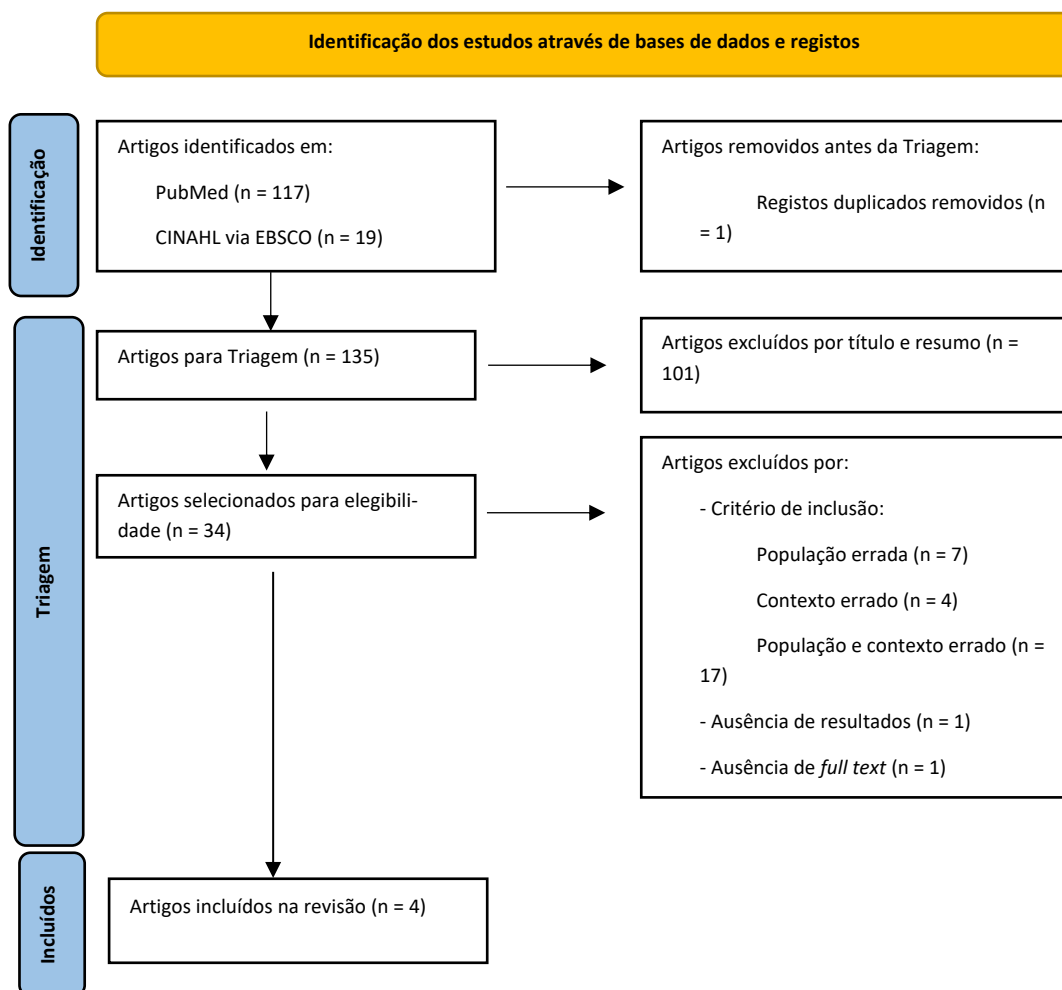 Identificação dos estudos através de bases de dados e registos
Identificação
Artigos identificados em:
PubMed (n = 117)
CINAHL via EBSCO (n = 19)
Artigos removidos antes da Triagem:
Registos duplicados removidos (n
= 1)
Triagem
Artigos para Triagem (n = 135)
Artigos excluídos por título e resumo (n =
101)
Artigos selecionados para elegibili-
dade (n = 34)
Artigos excluídos por:
- Critério de inclusão:
População errada (n = 7)
Contexto errado (n = 4)
População e contexto errado (n =
17)
- Ausência de resultados (n = 1)
- Ausência de full text (n = 1)
Incluídos
Artigos incluídos na revisão (n = 4)